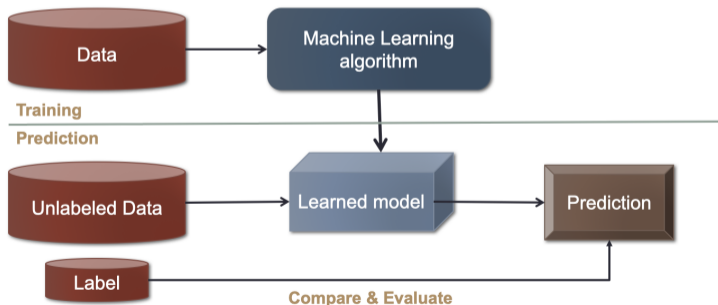 Data
Machine Learning
algorithm
Training
Prediction
Unlabeled Data
Learned model
Prediction
Label
Compare & Evaluate